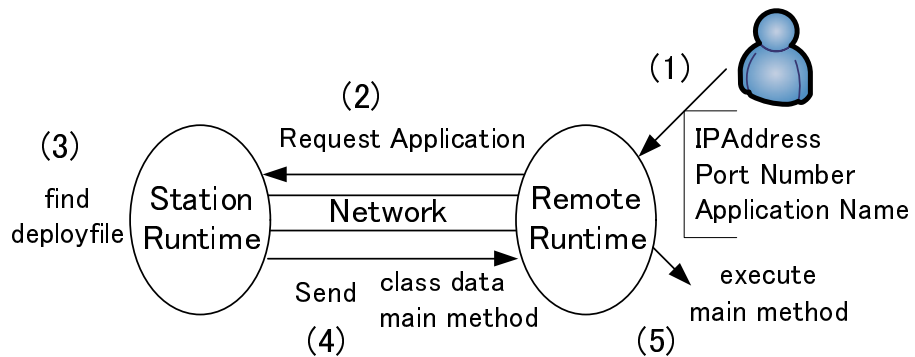 (1)
IPAddress
Port Number
Application Name
(2)
Request Application
(3)
find
deployfile
Station
Runtime
Network
Remote
Runtime
Send
class data
main method
(4)
(5)
execute
main method